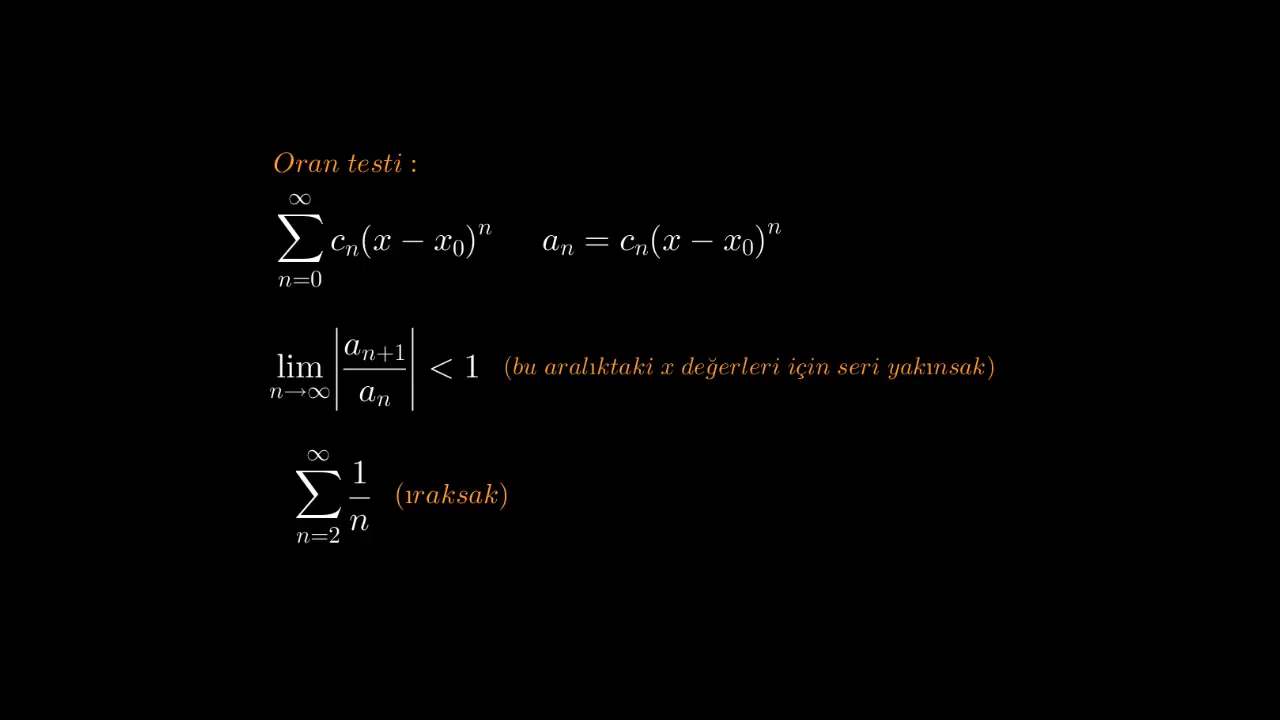 Oran testi :
∑_{n=0}^{∞} c_n(x − x_0)^n    a_n = c_n(x − x_0)^n
lim_{n→∞} |a_{n+1}/a_n| < 1 (bu aralıktaki x değerleri için seri yakınsak)
∑_{n=2}^{∞} 1/n (ıraksak)